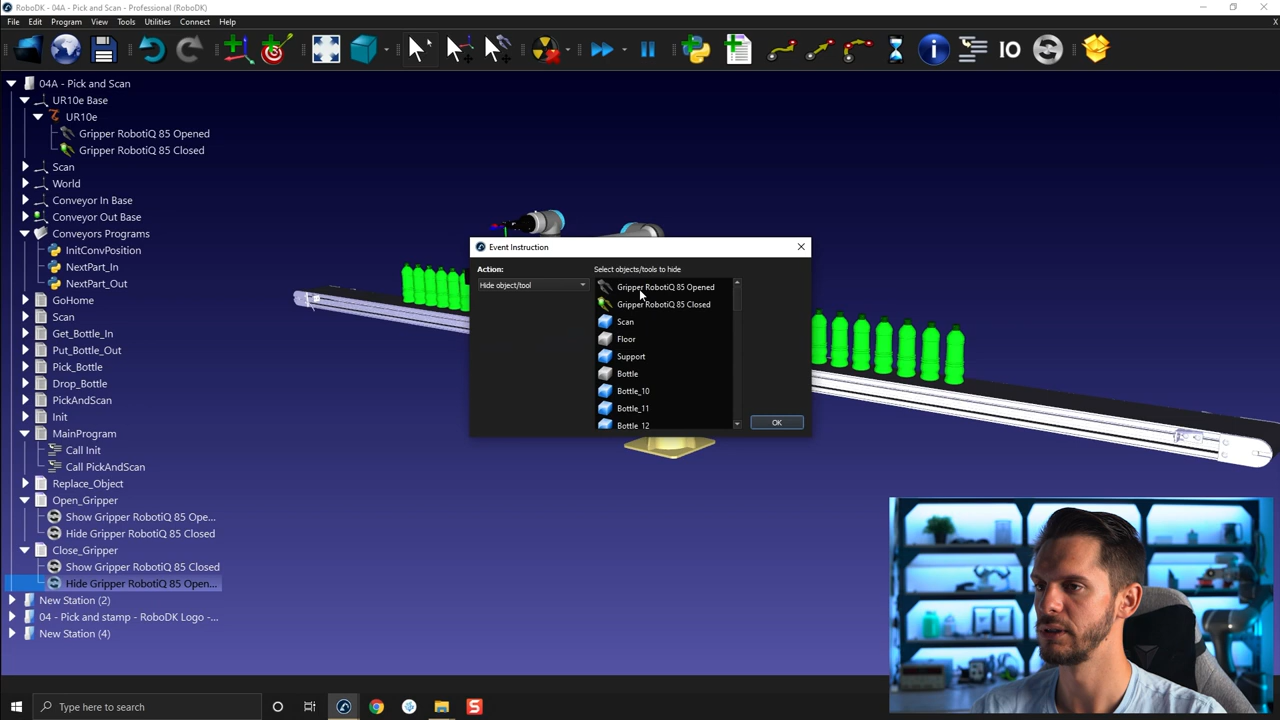 RoboDK - 04A - Pick and Scan - Professional (RoboDK)
File Edit Program View Tools Utilities Connect Help
X
IO
04A - Pick and Scan
UR10e Base
UR10e
Gripper RobotiQ 85 Opened
Gripper RobotiQ 85 Closed
Scan
World
Conveyor In Base
Conveyor Out Base
Conveyors Programs
InitConvPosition
NextPart_In
NextPart_Out
GoHome
Scan
Get_Bottle_In
Put_Bottle_Out
Pick_Bottle
Drop_Bottle
PickAndScan
Init
MainProgram
Call Init
Call PickAndScan
Replace_Object
Open_Gripper
Show Gripper RobotiQ 85 Ope...
Hide Gripper RobotiQ 85 Closed
Close_Gripper
Show Gripper RobotiQ 85 Closed
Hide Gripper RobotiQ 85 Open...
New Station (2)
04 - Pick and stamp - RoboDK Logo -...
New Station (4)
Event Instruction
Action:
Hide object/tool
Select objects/tools to hide
Gripper RobotiQ 85 Opened
Gripper RobotiQ 85 Closed
Scan
Floor
Support
Bottle
Bottle_10
Bottle_11
Bottle_12
OK
Type here to search
S